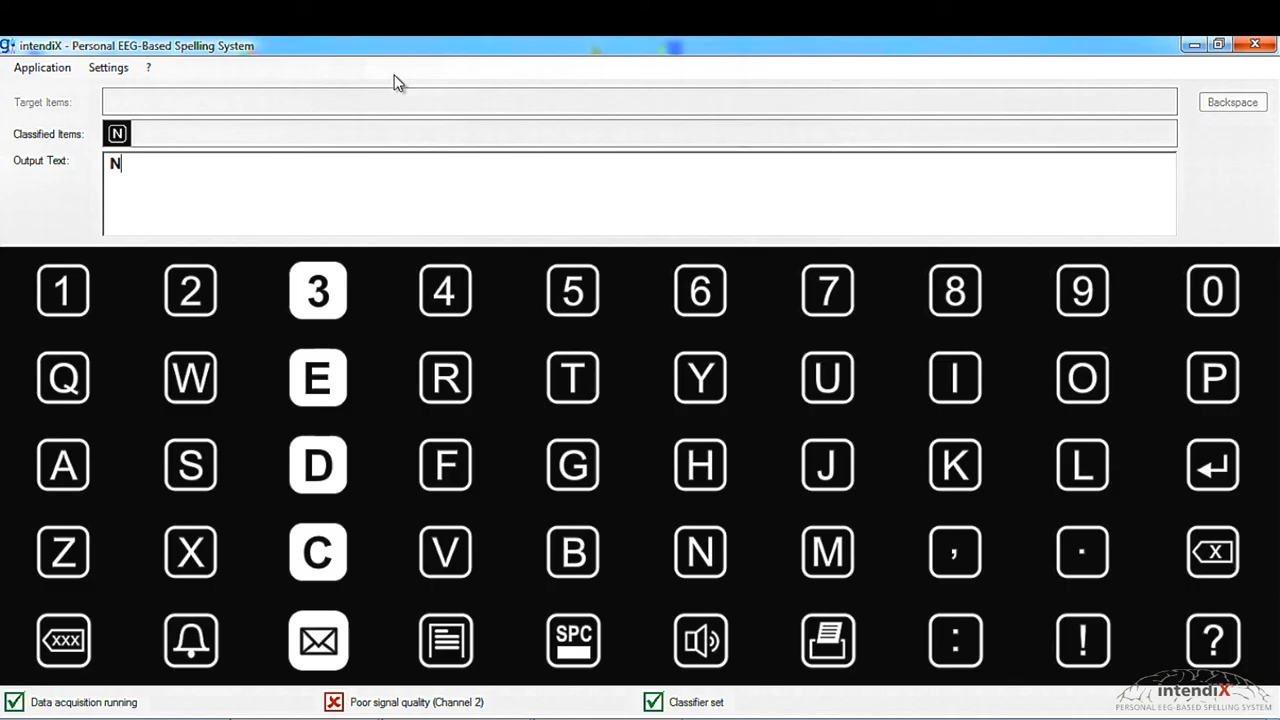 intendiX - Personal EEG-Based Spelling System
Application Settings ?
Target Items: Backspace
Classified Items: N
Output Text: N
1 2 3 4 5 6 7 8 9 0
Q W E R T Y U I O P
A S D F G H J K L
Z X C V B N M , . X
XXX SPC : ! ?
Data acquisition running Poor signal quality (Channel 2) Classifier set
intendiX
PERSONAL EEG-BASED SPELLING SYSTEM